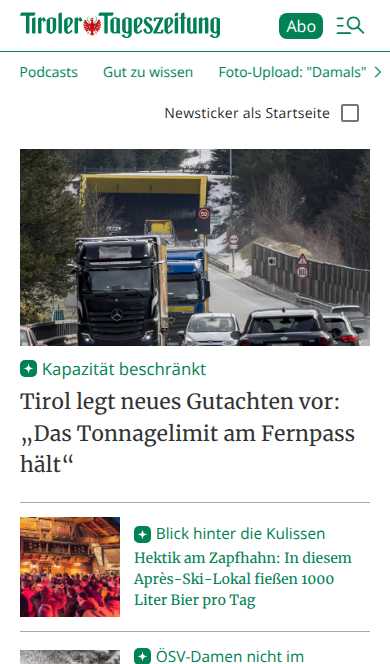 Tiroler Tageszeitung
Abo
Podcasts Gut zu wissen Foto-Upload: "Damals"
Newsticker als Startseite
50
Kapazität beschränkt
Tirol legt neues Gutachten vor:
„Das Tonnagelimit am Fernpass
hält“
Blick hinter die Kulissen
Hektik am Zapfhahn: In diesem
Après-Ski-Lokal fießen 1000
Liter Bier pro Tag
ÖSV-Damen nicht im